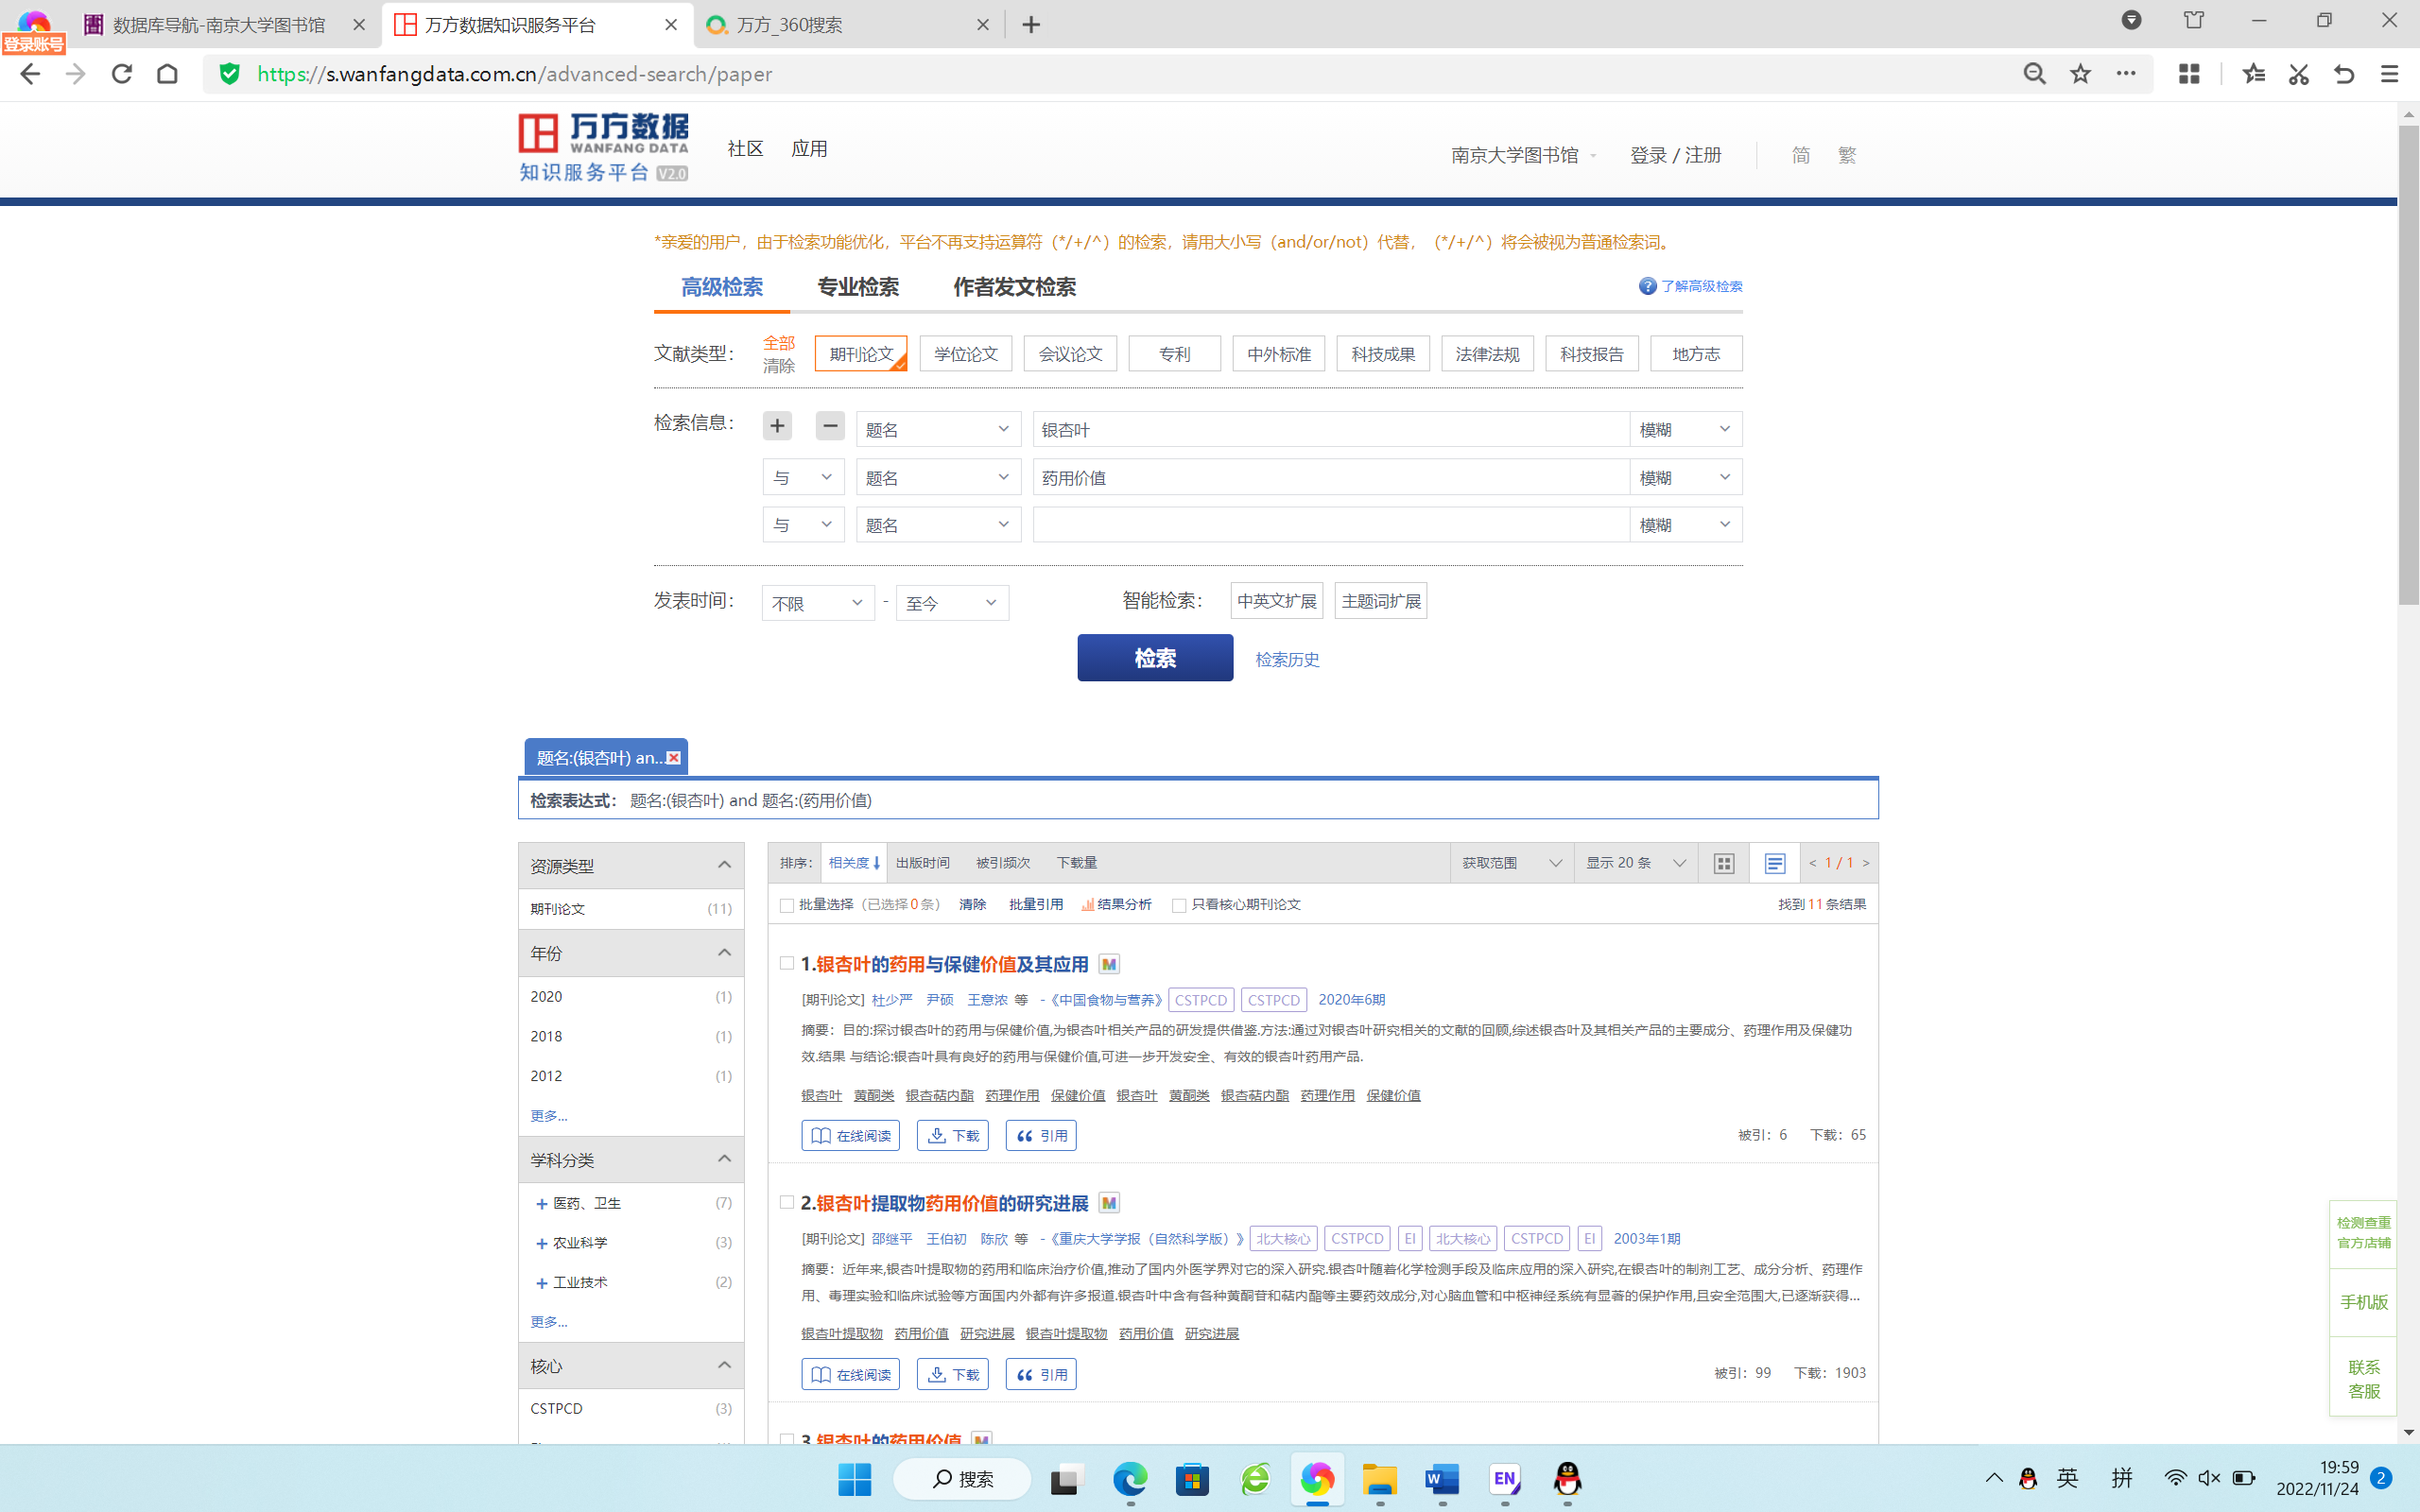 登录账号
数据库导航-南京大学图书馆
万方数据知识服务平台
万方_360搜索
https://s.wanfangdata.com.cn/advanced-search/paper
万方数据
WANFANG DATA
知识服务平台 V2.0
社区 应用
南京大学图书馆 登录 / 注册 简 繁
*亲爱的用户，由于检索功能优化，平台不再支持运算符（*/+/^）的检索，请用大小写（and/or/not）代替，（*/+/^）将会被视为普通检索词。
高级检索 专业检索 作者发文检索 ? 了解高级检索
文献类型： 全部 清除 期刊论文 学位论文 会议论文 专利 中外标准 科技成果 法律法规 科技报告 地方志
检索信息： + − 题名 银杏叶 模糊
与 题名 药用价值 模糊
与 题名 模糊
发表时间： 不限 - 至今 智能检索： 中英文扩展 主题词扩展
检索 检索历史
题名:(银杏叶) an...
检索表达式： 题名:(银杏叶) and 题名:(药用价值)
资源类型
期刊论文 (11)
年份
2020 (1)
2018 (1)
2012 (1)
更多...
学科分类
+ 医药、卫生 (7)
+ 农业科学 (3)
+ 工业技术 (2)
更多...
核心
CSTPCD (3)
排序： 相关度 出版时间 被引频次 下载量 获取范围 显示 20 条 < 1 / 1 >
批量选择（已选择 0 条） 清除 批量引用 结果分析 只看核心期刊论文 找到 11 条结果
1.银杏叶的药用与保健价值及其应用 M
[期刊论文] 杜少严 尹硕 王意浓 等 -《中国食物与营养》 CSTPCD CSTPCD 2020年6期
摘要：目的:探讨银杏叶的药用与保健价值,为银杏叶相关产品的研发提供借鉴.方法:通过对银杏叶研究相关的文献的回顾,综述银杏叶及其相关产品的主要成分、药理作用及保健功
效.结果 与结论:银杏叶具有良好的药用与保健价值,可进一步开发安全、有效的银杏叶药用产品.
银杏叶 黄酮类 银杏萜内酯 药理作用 保健价值 银杏叶 黄酮类 银杏萜内酯 药理作用 保健价值
在线阅读 下载 引用 被引：6 下载：65
2.银杏叶提取物药用价值的研究进展 M
[期刊论文] 邵继平 王伯初 陈欣 等 -《重庆大学学报（自然科学版）》 北大核心 CSTPCD EI 北大核心 CSTPCD EI 2003年1期
摘要：近年来,银杏叶提取物的药用和临床治疗价值,推动了国内外医学界对它的深入研究.银杏叶随着化学检测手段及临床应用的深入研究,在银杏叶的制剂工艺、成分分析、药理作
用、毒理实验和临床试验等方面国内外都有许多报道.银杏叶中含有各种黄酮苷和萜内酯等主要药效成分,对心脑血管和中枢神经系统有显著的保护作用,且安全范围大,已逐渐获得...
银杏叶提取物 药用价值 研究进展 银杏叶提取物 药用价值 研究进展
在线阅读 下载 引用 被引：99 下载：1903
3.银杏叶的药用价值 M
检测查重
官方店铺
手机版
联系
客服
搜索
EN
英 拼
19:59
2022/11/24
2